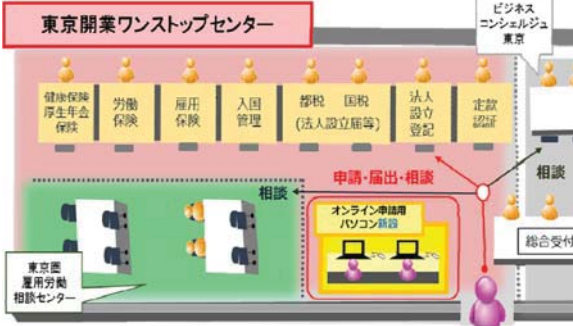 東京開業ワンストップセンター
ビジネス
コンシェルジュ
東京
健康保険
厚生年金
保険
労働
保険
雇用
保険
入国
管理
都税 国税
(法人設立届等)
法人
設立
登記
定款
認証
申請・届出・相談
相談
相談
オンライン申請用
パソコン新設
総合受付
東京圏
雇用労働
相談センター